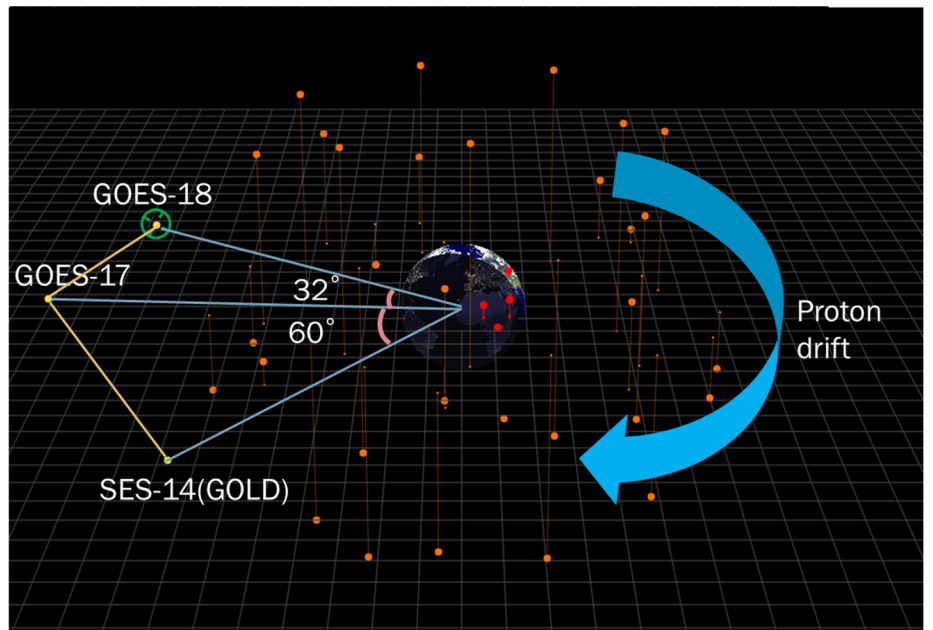 GOES-18
GOES-17
32°
60°
Proton
drift
SES-14(GOLD)